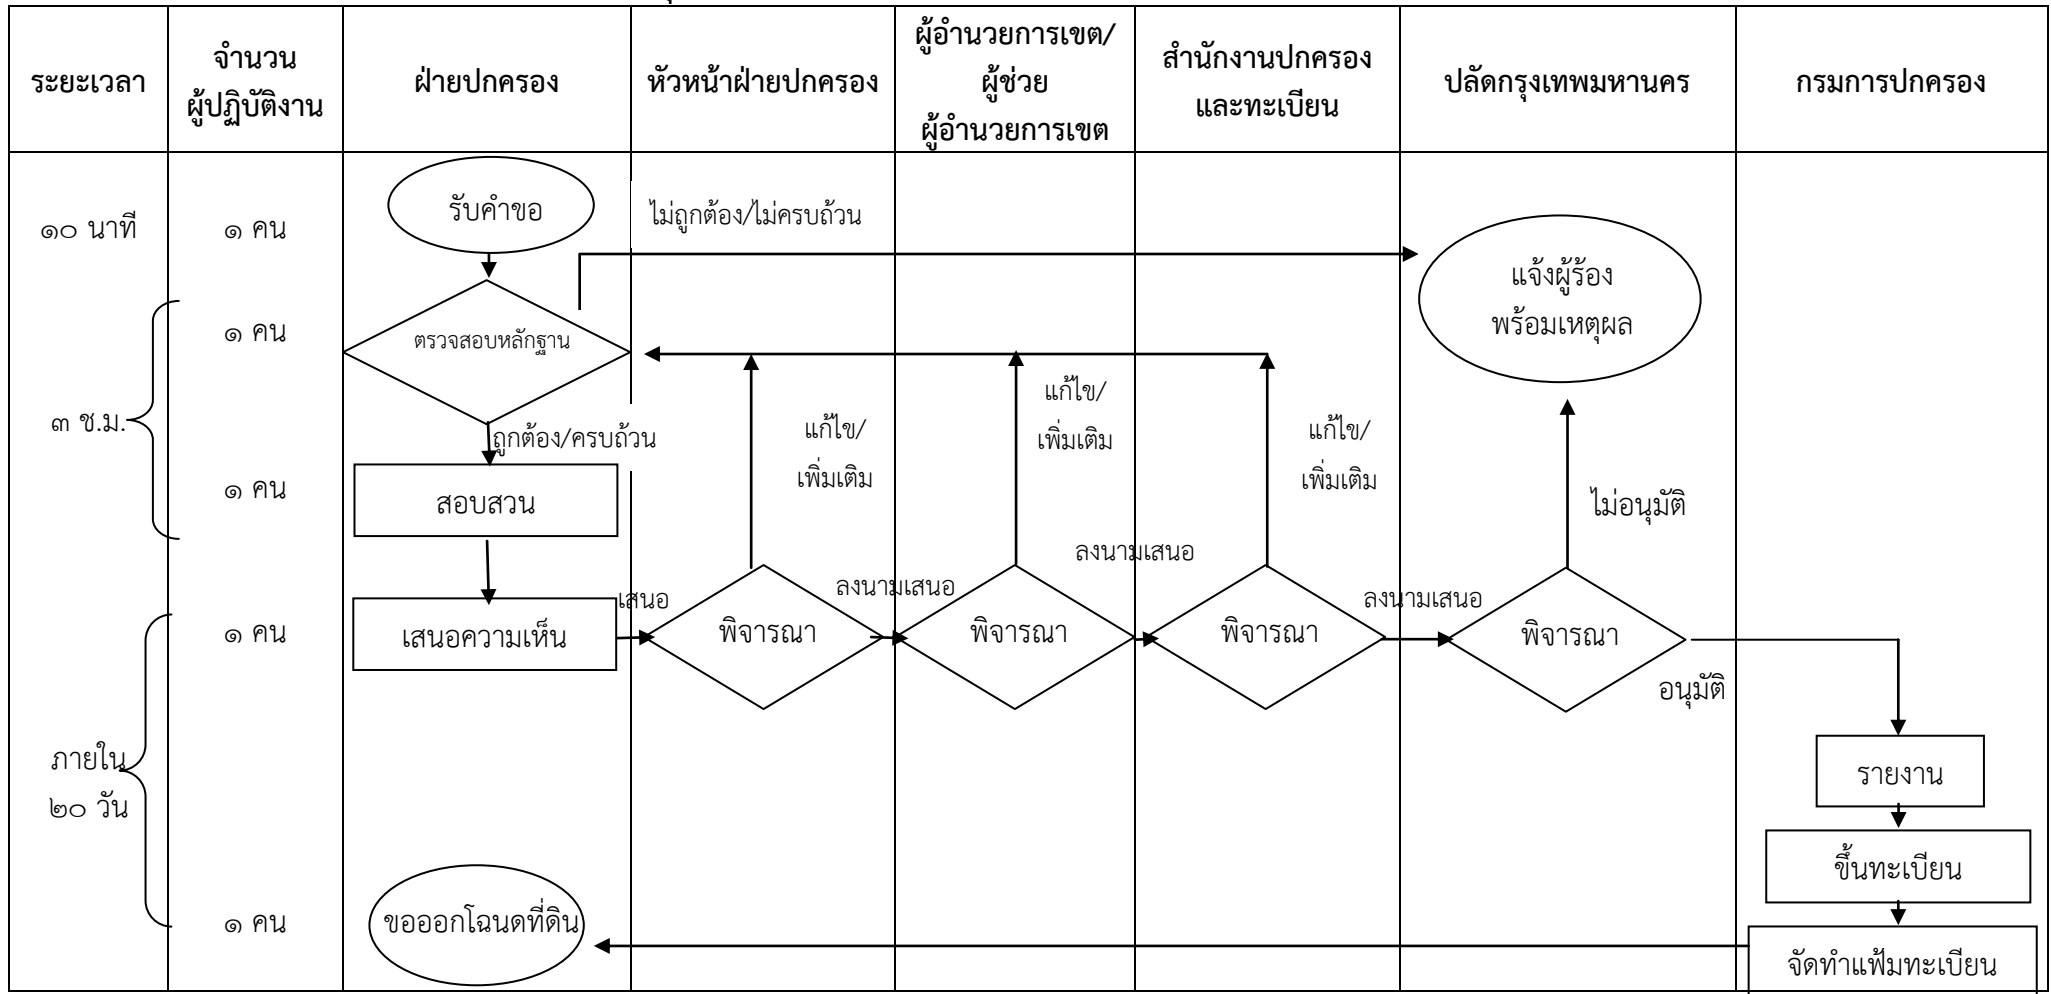 ระยะเวลา
จำนวน
ผู้ปฏิบัติงาน
ฝ่ายปกครอง
หัวหน้าฝ่ายปกครอง
ผู้อำนวยการเขต/
ผู้ช่วย
ผู้อำนวยการเขต
สำนักงานปกครอง
และทะเบียน
ปลัดกรุงเทพมหานคร
กรมการปกครอง
๑๐ นาที
๑ คน
รับคำขอ
ไม่ถูกต้อง/ไม่ครบถ้วน
แจ้งผู้ร้อง
พร้อมเหตุผล
๑ คน
ตรวจสอบหลักฐาน
๓ ช.ม.
ถูกต้อง/ครบถ้วน
แก้ไข/
เพิ่มเติม
แก้ไข/
เพิ่มเติม
แก้ไข/
เพิ่มเติม
๑ คน
สอบสวน
ไม่อนุมัติ
๑ คน
เสนอความเห็น
เสนอ
พิจารณา
ลงนามเสนอ
พิจารณา
ลงนามเสนอ
พิจารณา
ลงนามเสนอ
พิจารณา
อนุมัติ
ภายใน
๒๐ วัน
รายงาน
ขึ้นทะเบียน
๑ คน
ขอออกโฉนดที่ดิน
จัดทำแฟ้มทะเบียน